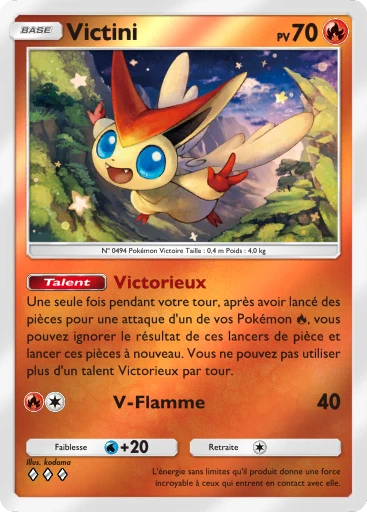 BASE Victini PV 70
N° 0494 Pokémon Victoire Taille : 0,4 m Poids : 4,0 kg
Talent Victorieux
Une seule fois pendant votre tour, après avoir lancé des
pièces pour une attaque d'un de vos Pokémon , vous
pouvez ignorer le résultat de ces lancers de pièce et
lancer ces pièces à nouveau. Vous ne pouvez pas utiliser
plus d'un talent Victorieux par tour.
V-Flamme 40
Faiblesse +20 Retraite
Illus. kodama
L'énergie sans limites qu'il produit donne une force
incroyable à ceux qui entrent en contact avec elle.